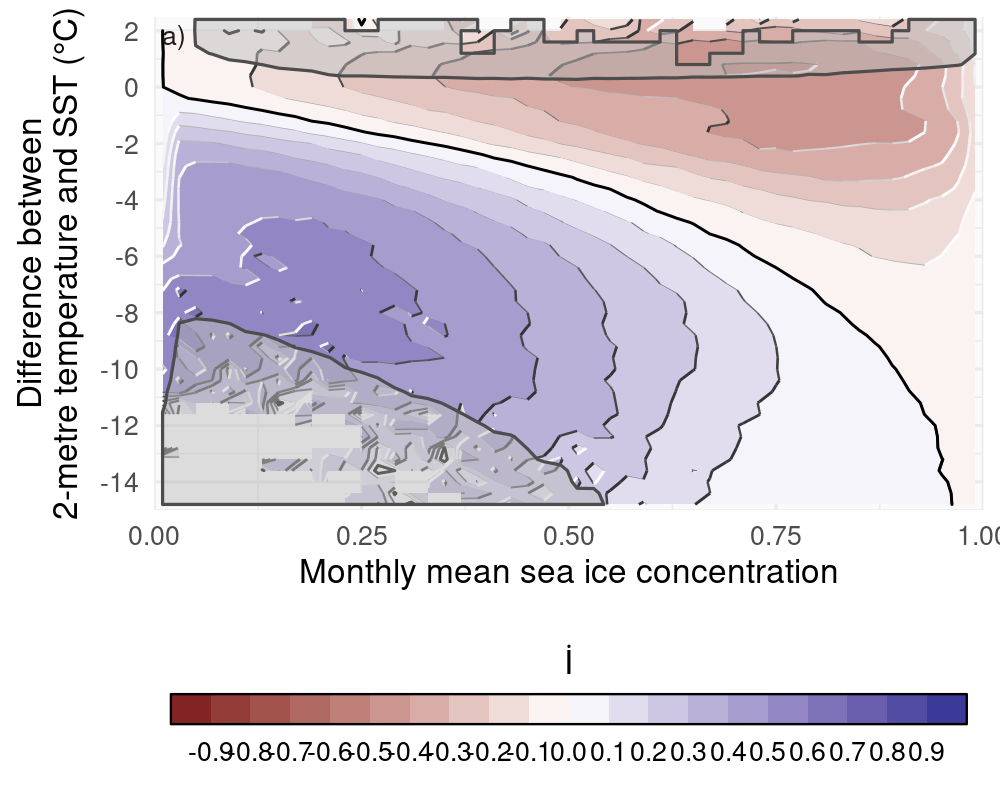 Difference between
2-metre temperature and SST (°C)
a)
2
0
-2
-4
-6
-8
-10
-12
-14
0.00 0.25 0.50 0.75 1.00
Monthly mean sea ice concentration
i
-0.9-0.8-0.7-0.6-0.5-0.4-0.3-0.2-0.10.0 0.1 0.2 0.3 0.4 0.5 0.6 0.7 0.8 0.9